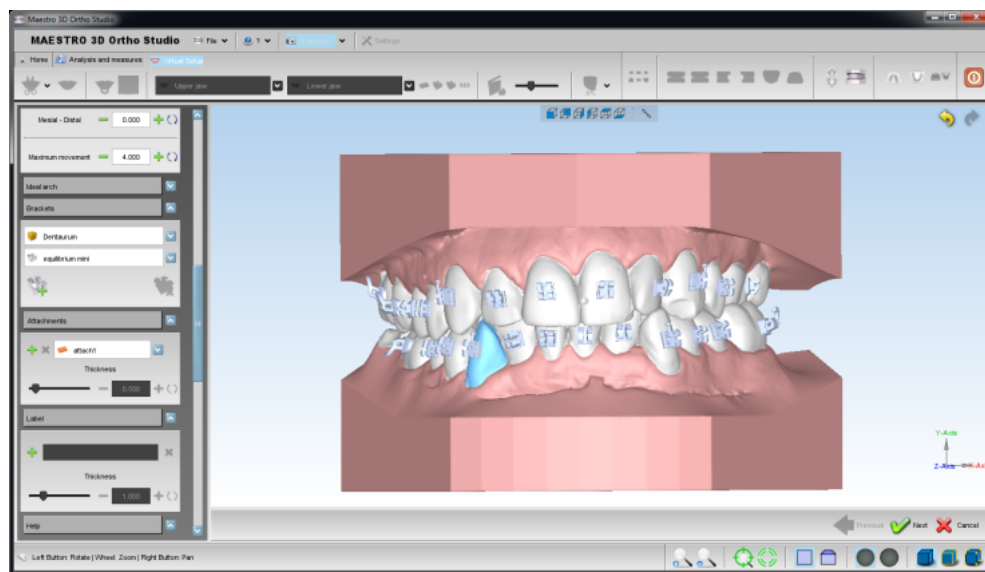 Maestro 3D Ortho Studio
MAESTRO 3D Ortho Studio File ? Settings
Home Analysis and measures Virtual Setup
Upper jaw Lower jaw
Mesial - Distal 0.000
Maximum movement 4.000
Ideal arch
Brackets
Dentaurum
equilibrium mini
Attachments
attach1
Thickness
0.500
Label
Thickness
1.000
Help
Y-Axis
Z-Axis
Previous Next Cancel
Left Button: Rotate | Wheel: Zoom | Right Button: Pan